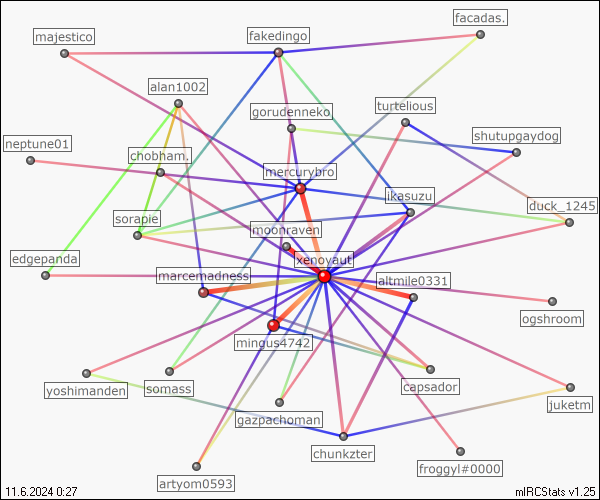 facadas.
majestico
fakedingo
alan1002
gorudenneko
turtelious
shutupgaydog
neptune01
chobham.
mercurybro
ikasuzu
duck_1245
sorapie
moonraven
edgepanda
xenoyaut
marcemadness
altmile0331
ogshroom
mingus4742
yoshimanden
somass
capsador
gazpachoman
juketm
chunkzter
froggyl#0000
artyom0593
11.6.2024 0:27
mIRCStats v1.25